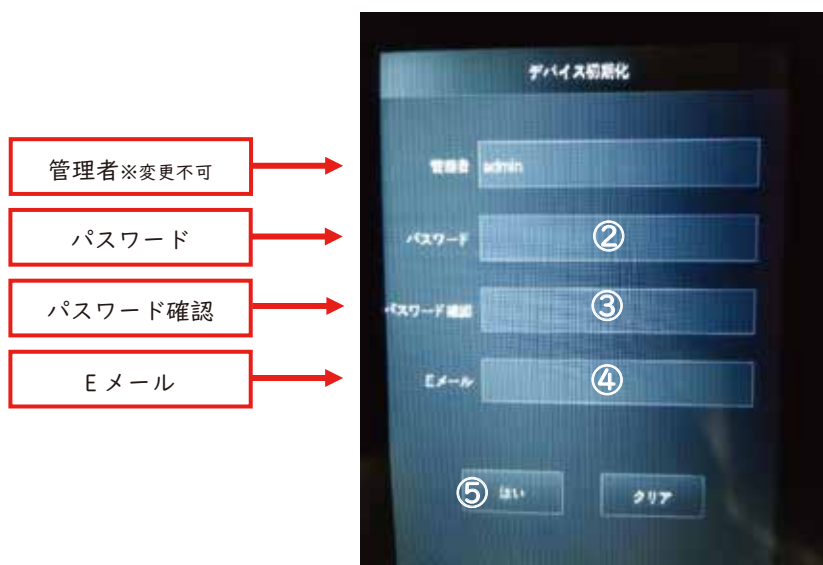 デバイス初期化
管理者※変更不可
管理者 admin
パスワード
パスワード ②
パスワード確認
パスワード確認 ③
Eメール
Eメール ④
⑤ はい クリア